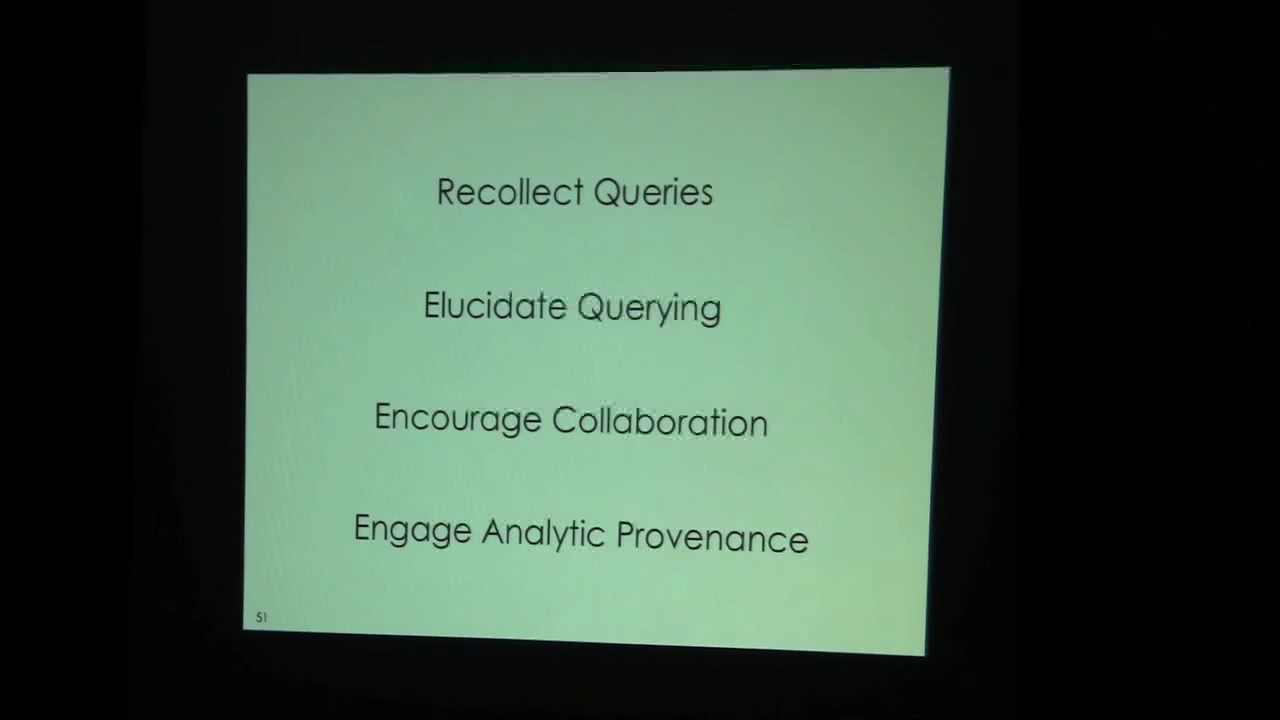 Recollect Queries
Elucidate Querying
Encourage Collaboration
Engage Analytic Provenance
51